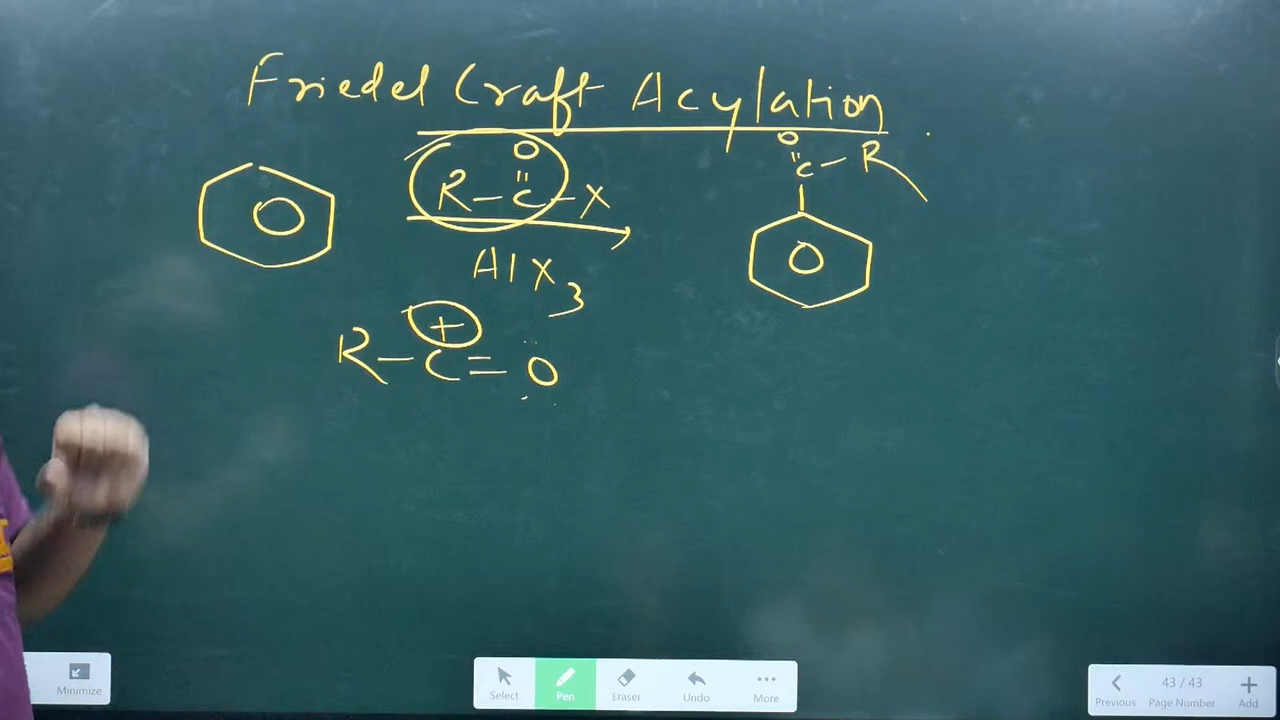 Friedel Craft Acylation
O
R-C-X
AlX3
O
C-R
+
R-C=O
Minimize
Select
Pen
Eraser
Undo
More
Previous
43 / 43
Page Number
Add